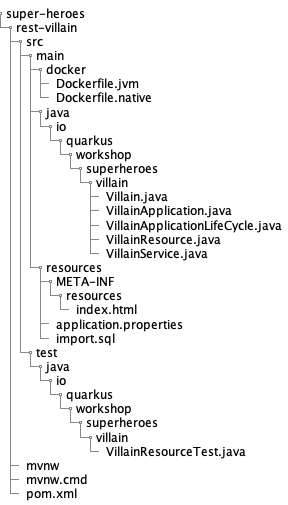 super-heroes
rest-villain
src
main
docker
Dockerfile.jvm
Dockerfile.native
java
io
quarkus
workshop
superheroes
villain
Villain.java
VillainApplication.java
VillainApplicationLifeCycle.java
VillainResource.java
VillainService.java
resources
META-INF
resources
index.html
application.properties
import.sql
test
java
io
quarkus
workshop
superheroes
villain
VillainResourceTest.java
mvnw
mvnw.cmd
pom.xml